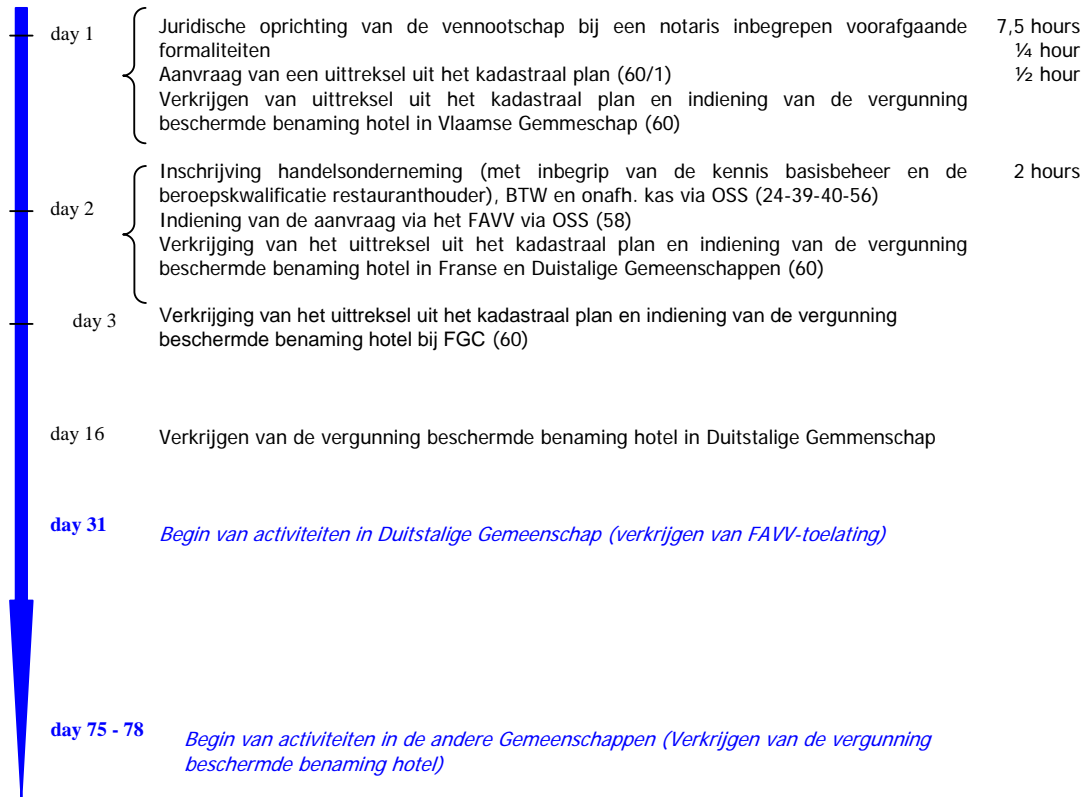 day 1
Juridische oprichting van de vennootschap bij een notaris inbegrepen voorafgaande 7,5 hours
formaliteiten ¼ hour
Aanvraag van een uittreksel uit het kadastraal plan (60/1) ½ hour
Verkrijgen van uittreksel uit het kadastraal plan en indiening van de vergunning
beschermde benaming hotel in Vlaamse Gemmeschap (60)
Inschrijving handelsonderneming (met inbegrip van de kennis basisbeheer en de 2 hours
day 2
beroepskwalificatie restauranthouder), BTW en onafh. kas via OSS (24-39-40-56)
Indiening van de aanvraag via het FAVV via OSS (58)
Verkrijging van het uittreksel uit het kadastraal plan en indiening van de vergunning
beschermde benaming hotel in Franse en Duistalige Gemeenschappen (60)
day 3
Verkrijging van het uittreksel uit het kadastraal plan en indiening van de vergunning
beschermde benaming hotel bij FGC (60)
day 16 Verkrijgen van de vergunning beschermde benaming hotel in Duitstalige Gemmenschap
day 31 Begin van activiteiten in Duitstalige Gemeenschap (verkrijgen van FAVV-toelating)
day 75 - 78 Begin van activiteiten in de andere Gemeenschappen (Verkrijgen van de vergunning
beschermde benaming hotel)